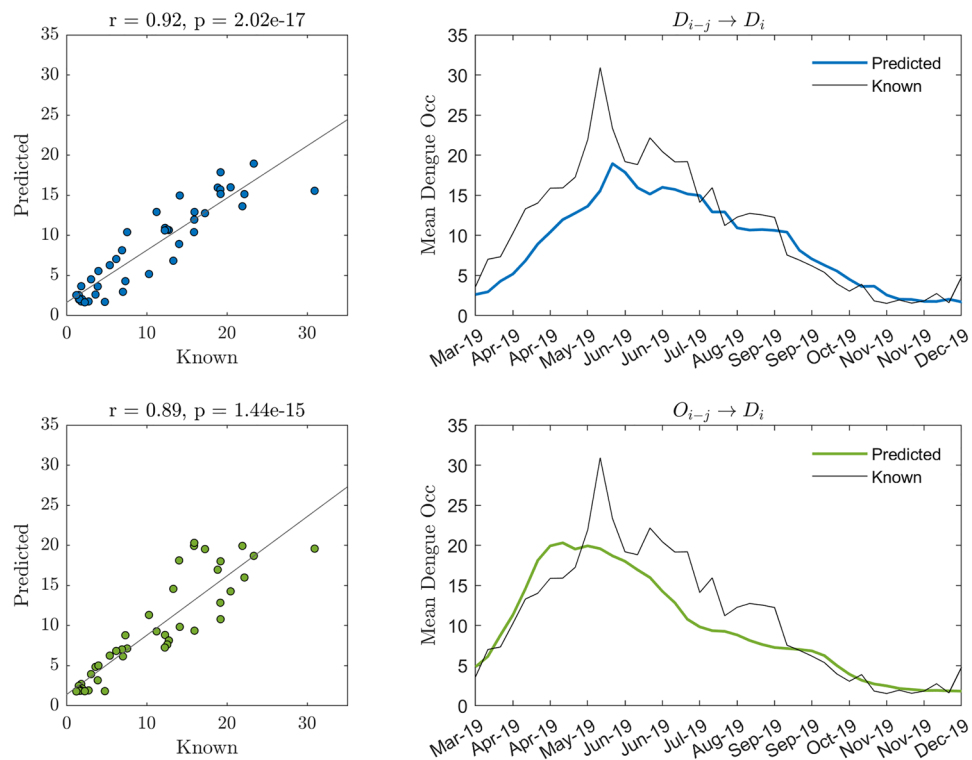 r = 0.92, p = 2.02e-17
35
30
25
20
15
10
5
0
Predicted
0 10 20 30
Known
D_{i−j} → D_i
35
30
25
20
15
10
5
0
Mean Dengue Occ
Predicted
Known
Mar-19 Apr-19 Apr-19 May-19 Jun-19 Jun-19 Jul-19 Aug-19 Sep-19 Sep-19 Oct-19 Nov-19 Nov-19 Dec-19
r = 0.89, p = 1.44e-15
35
30
25
20
15
10
5
0
Predicted
0 10 20 30
Known
O_{i−j} → D_i
35
30
25
20
15
10
5
0
Mean Dengue Occ
Predicted
Known
Mar-19 Apr-19 Apr-19 May-19 Jun-19 Jun-19 Jul-19 Aug-19 Sep-19 Sep-19 Oct-19 Nov-19 Nov-19 Dec-19